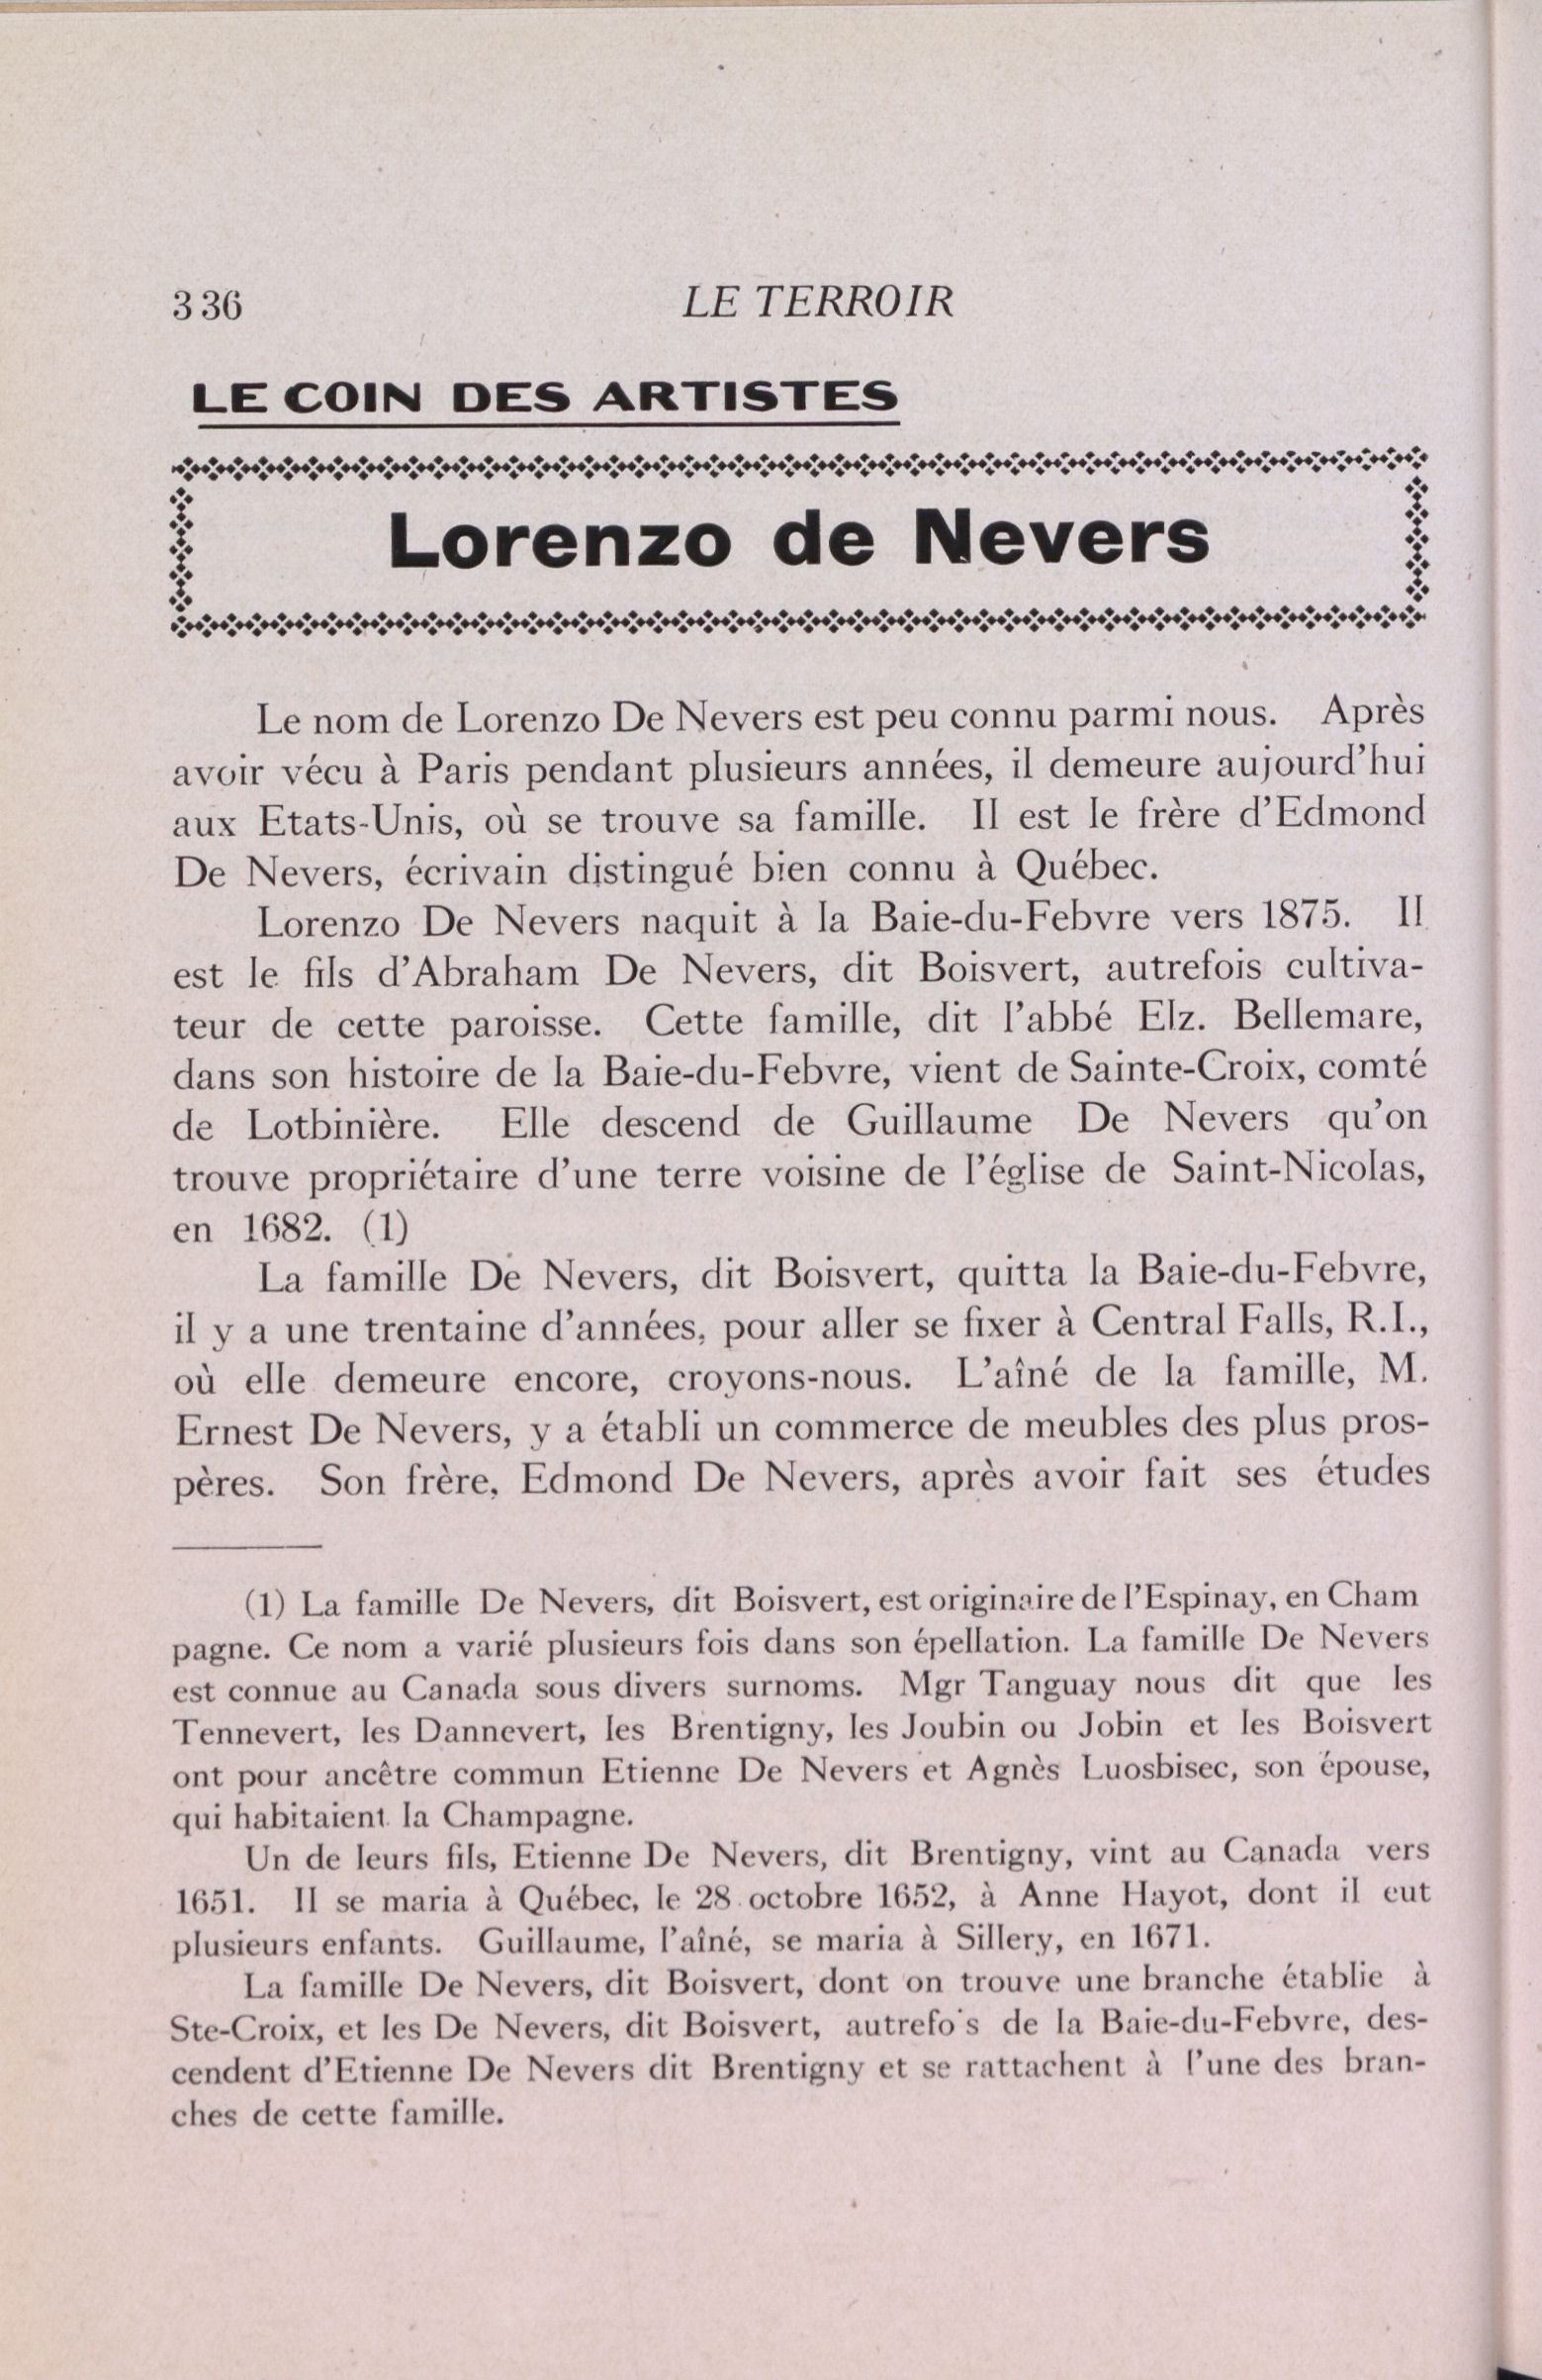 336 LE TERROIR
LE COIN DES ARTISTES
Lorenzo de Nevers
Le nom de Lorenzo De Nevers est peu connu parmi nous. Après
avoir vécu à Paris pendant plusieurs années, il demeure aujourd'hui
aux Etats-Unis, où se trouve sa famille. Il est le frère d'Edmond
De Nevers, écrivain distingué bien connu à Québec.
Lorenzo De Nevers naquit à la Baie-du-Febvre vers 1875. Il
est le fils d'Abraham De Nevers, dit Boisvert, autrefois cultiva-
teur de cette paroisse. Cette famille, dit l'abbé Elz. Bellemare,
dans son histoire de la Baie-du-Febvre, vient de Sainte-Croix, comté
de Lotbinière. Elle descend de Guillaume De Nevers qu'on
trouve propriétaire d'une terre voisine de l'église de Saint-Nicolas,
en 1682. (1)
La famille De Nevers, dit Boisvert, quitta la Baie-du-Febvre,
il y a une trentaine d'années, pour aller se fixer à Central Falls, R.I.,
où elle demeure encore, croyons-nous. L'aîné de la famille, M.
Ernest De Nevers, y a établi un commerce de meubles des plus pros-
pères. Son frère, Edmond De Nevers, après avoir fait ses études
(1) La famille De Nevers, dit Boisvert, est originaire de l'Espinay, en Cham
pagne. Ce nom a varié plusieurs fois dans son épellation. La famille De Nevers
est connue au Canada sous divers surnoms. Mgr Tanguay nous dit que les
Tennevert, les Dannevert, les Brentigny, les Joubin ou Jobin et les Boisvert
ont pour ancêtre commun Etienne De Nevers et Agnès Luosbisec, son épouse,
qui habitaient la Champagne.
Un de leurs fils, Etienne De Nevers, dit Brentigny, vint au Canada vers
1651. Il se maria à Québec, le 28 octobre 1652, à Anne Hayot, dont il eut
plusieurs enfants. Guillaume, l'aîné, se maria à Sillery, en 1671.
La famille De Nevers, dit Boisvert, dont on trouve une branche établie à
Ste-Croix, et les De Nevers, dit Boisvert, autrefois de la Baie-du-Febvre, des-
cendent d'Etienne De Nevers dit Brentigny et se rattachent à l'une des bran-
ches de cette famille.